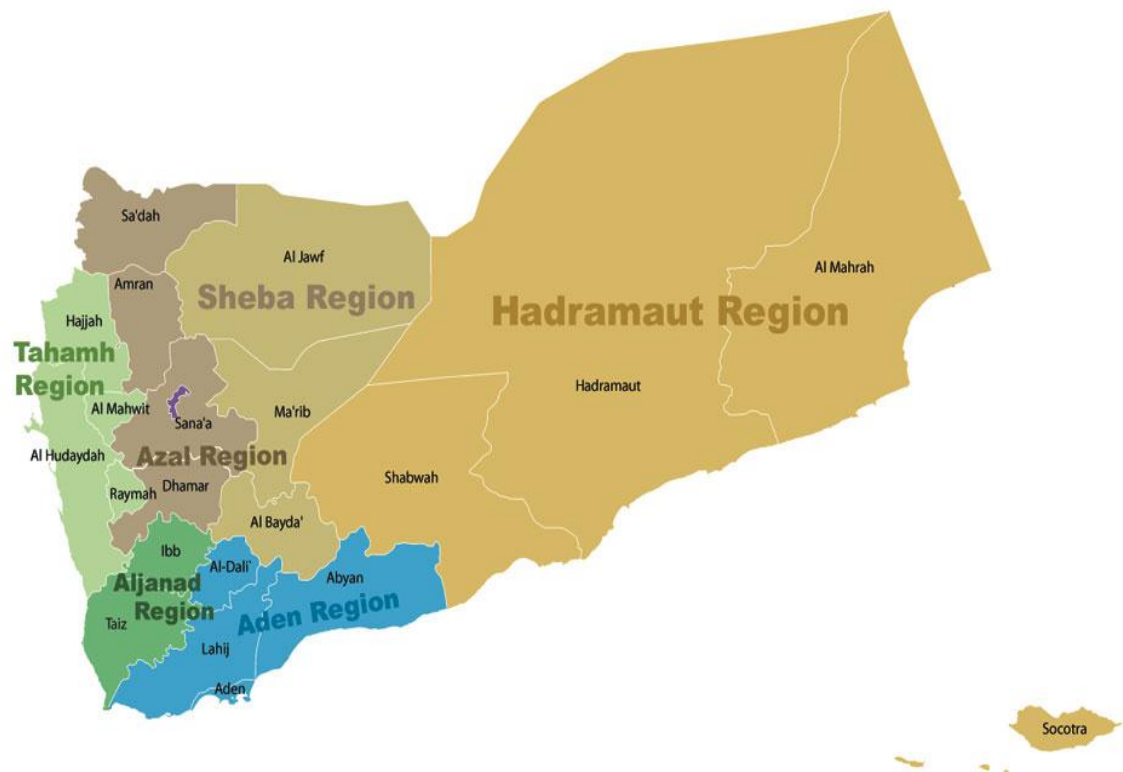 Sa'dah
Al Jawf
Al Mahrah
Amran
Sheba Region
Hadramaut Region
Hajjah
Tahamh
Region
Hadramaut
Al Mahwit
Ma'rib
Sana'a
Al Hudaydah
Azal Region
Shabwah
Raymah
Dhamar
Al Bayda'
Ibb
Al-Dali`
Abyan
Aljanad
Region
Aden Region
Taiz
Lahij
Aden
Socotra